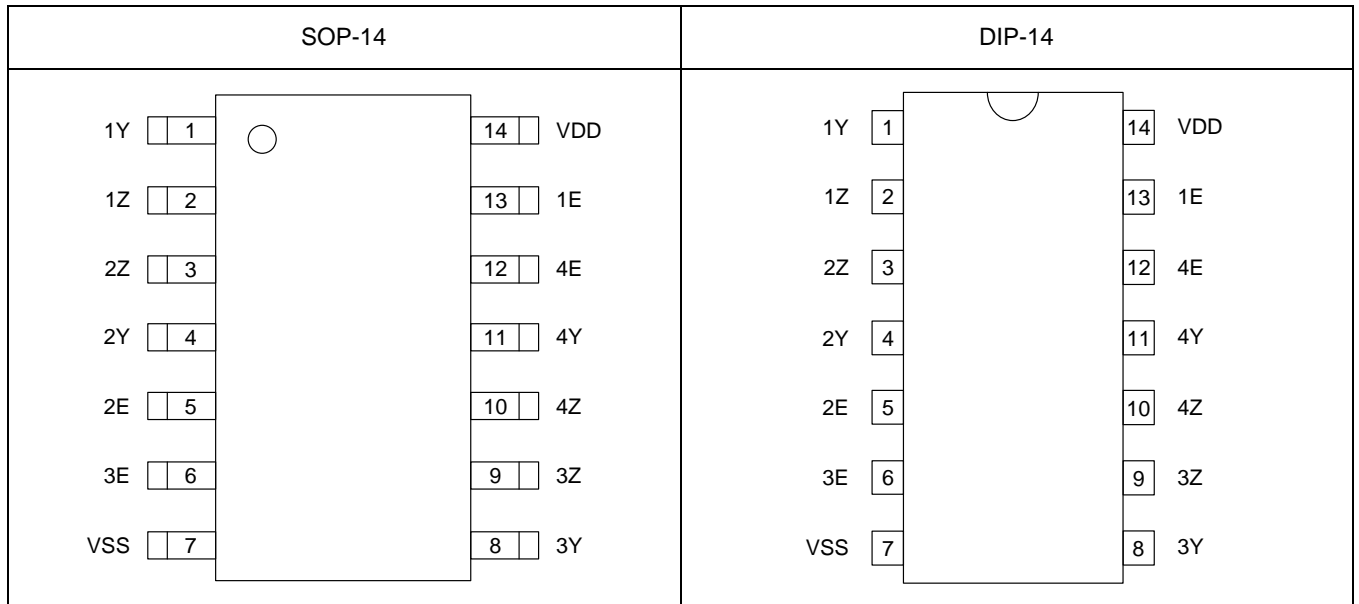 SOP-14 DIP-14
1Y 1 14 VDD 1Y 1 14 VDD
1Z 2 13 1E 1Z 2 13 1E
2Z 3 12 4E 2Z 3 12 4E
2Y 4 11 4Y 2Y 4 11 4Y
2E 5 10 4Z 2E 5 10 4Z
3E 6 9 3Z 3E 6 9 3Z
VSS 7 8 3Y VSS 7 8 3Y